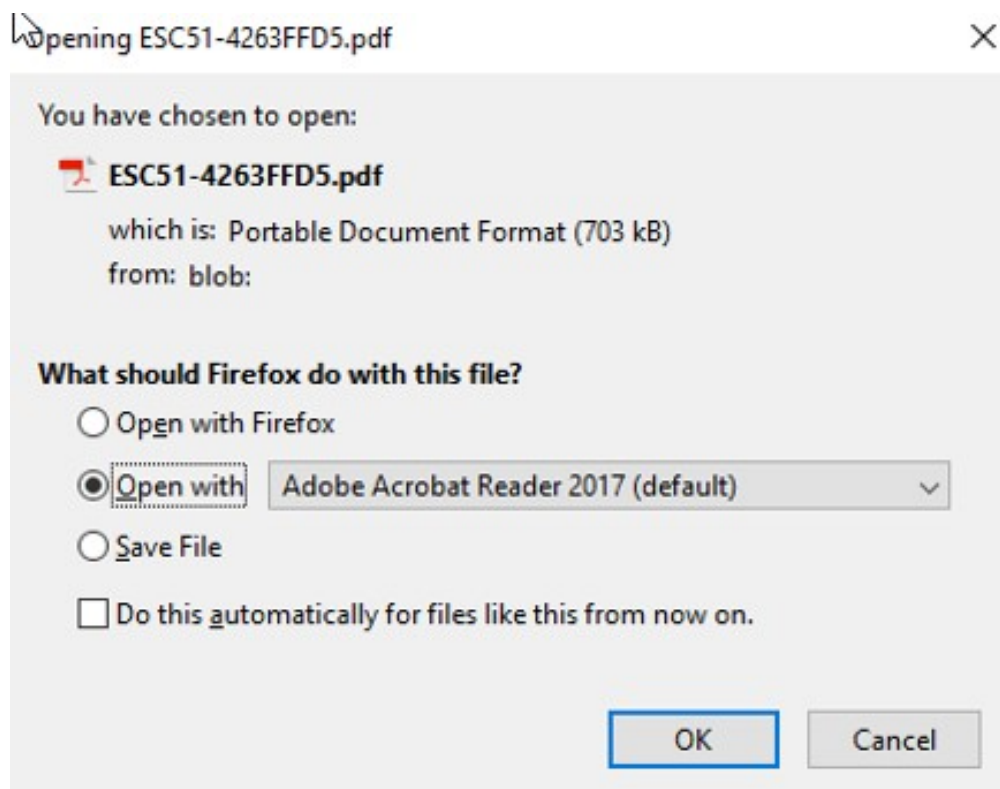 Opening ESC51-4263FFD5.pdf
You have chosen to open:
ESC51-4263FFD5.pdf
which is: Portable Document Format (703 kB)
from: blob:
What should Firefox do with this file?
Open with Firefox
Open with Adobe Acrobat Reader 2017 (default)
Save File
Do this automatically for files like this from now on.
OK Cancel